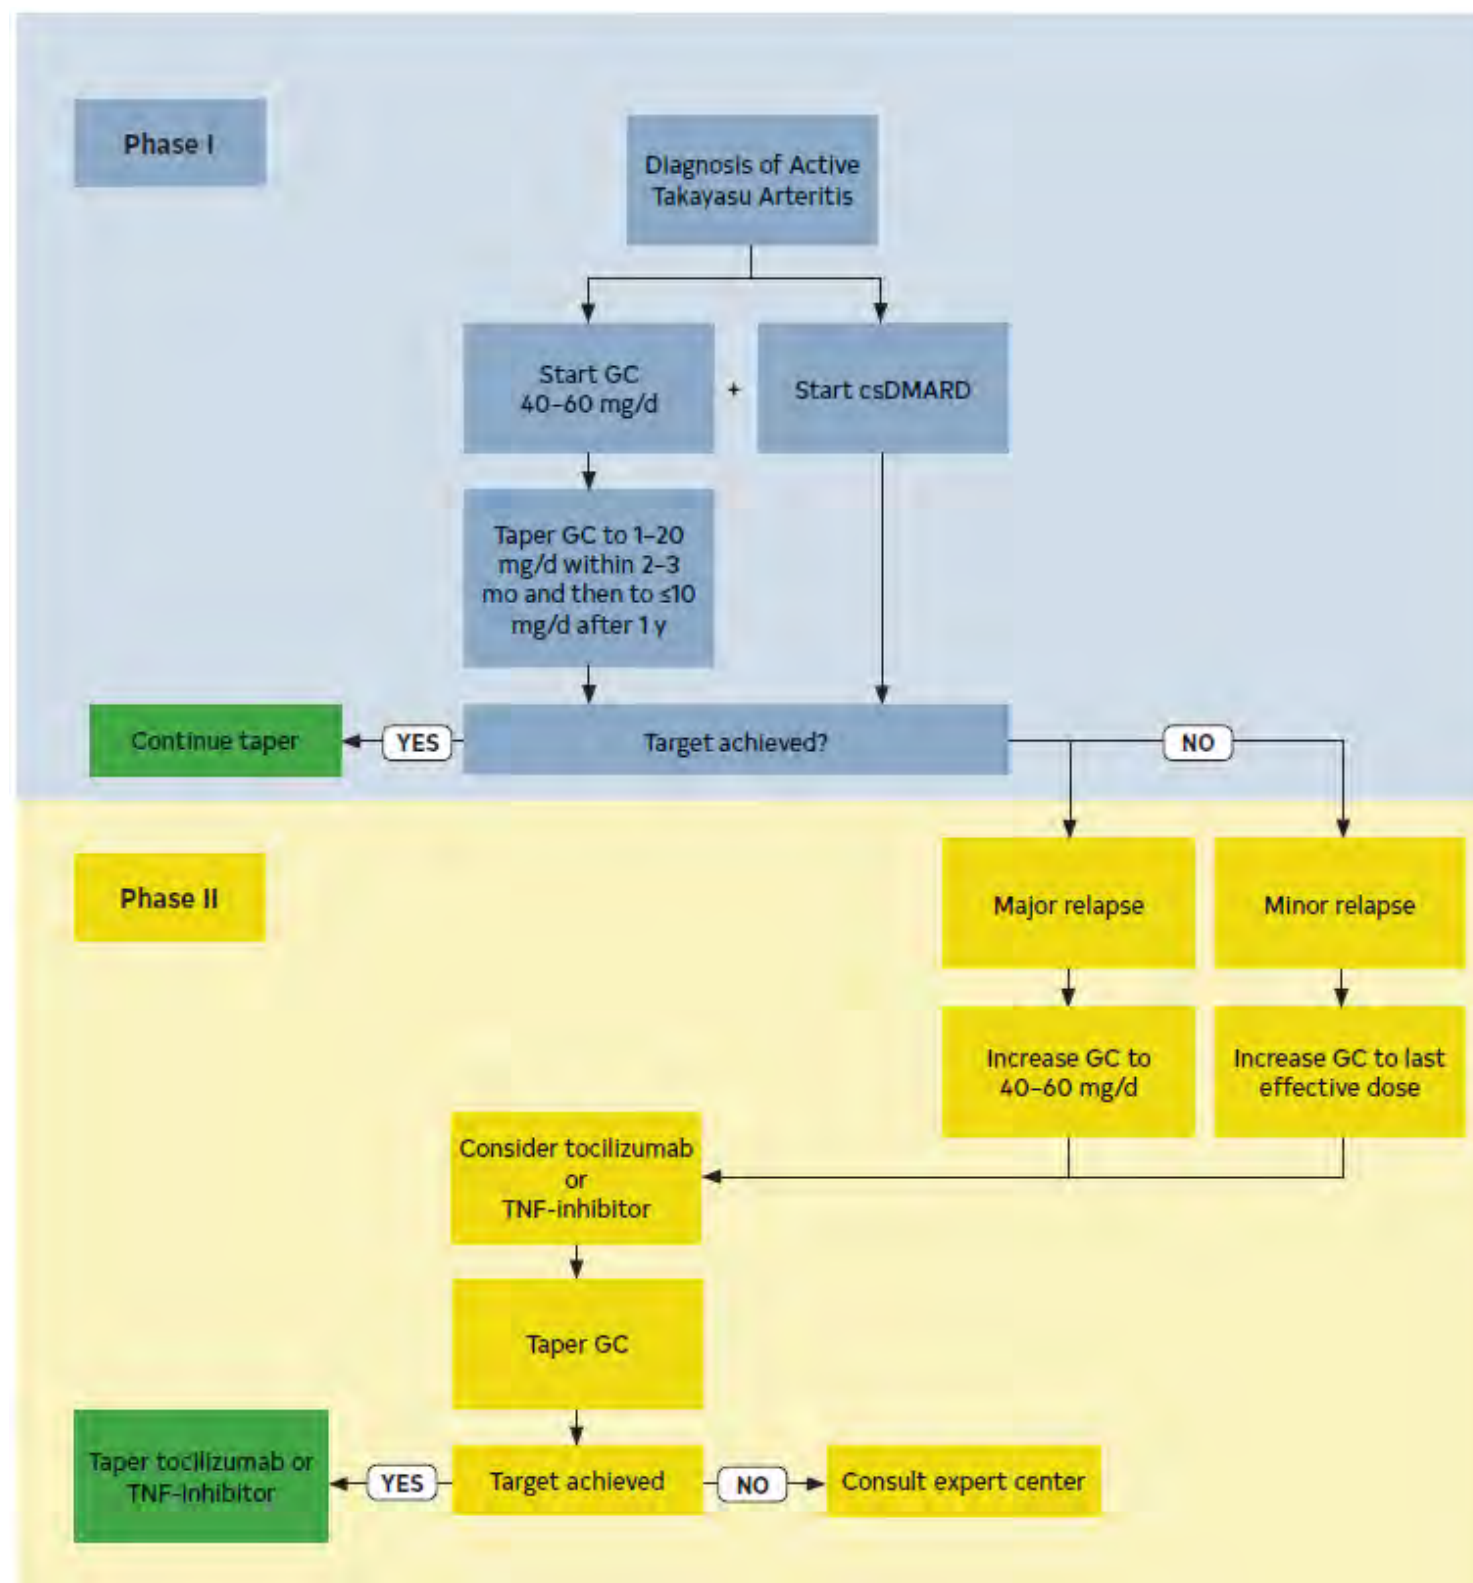 Phase I
Diagnosis of Active
Takayasu Arteritis
Start GC
40–60 mg/d
+
Start csDMARD
Taper GC to 1–20
mg/d within 2–3
mo and then to ≤10
mg/d after 1 y
Continue taper
YES
Target achieved?
NO
Phase II
Major relapse
Minor relapse
Increase GC to
40–60 mg/d
Increase GC to last
effective dose
Consider tocilizumab
or
TNF-inhibitor
Taper GC
Taper tocilizumab or
TNF-inhibitor
YES
Target achieved
NO
Consult expert center